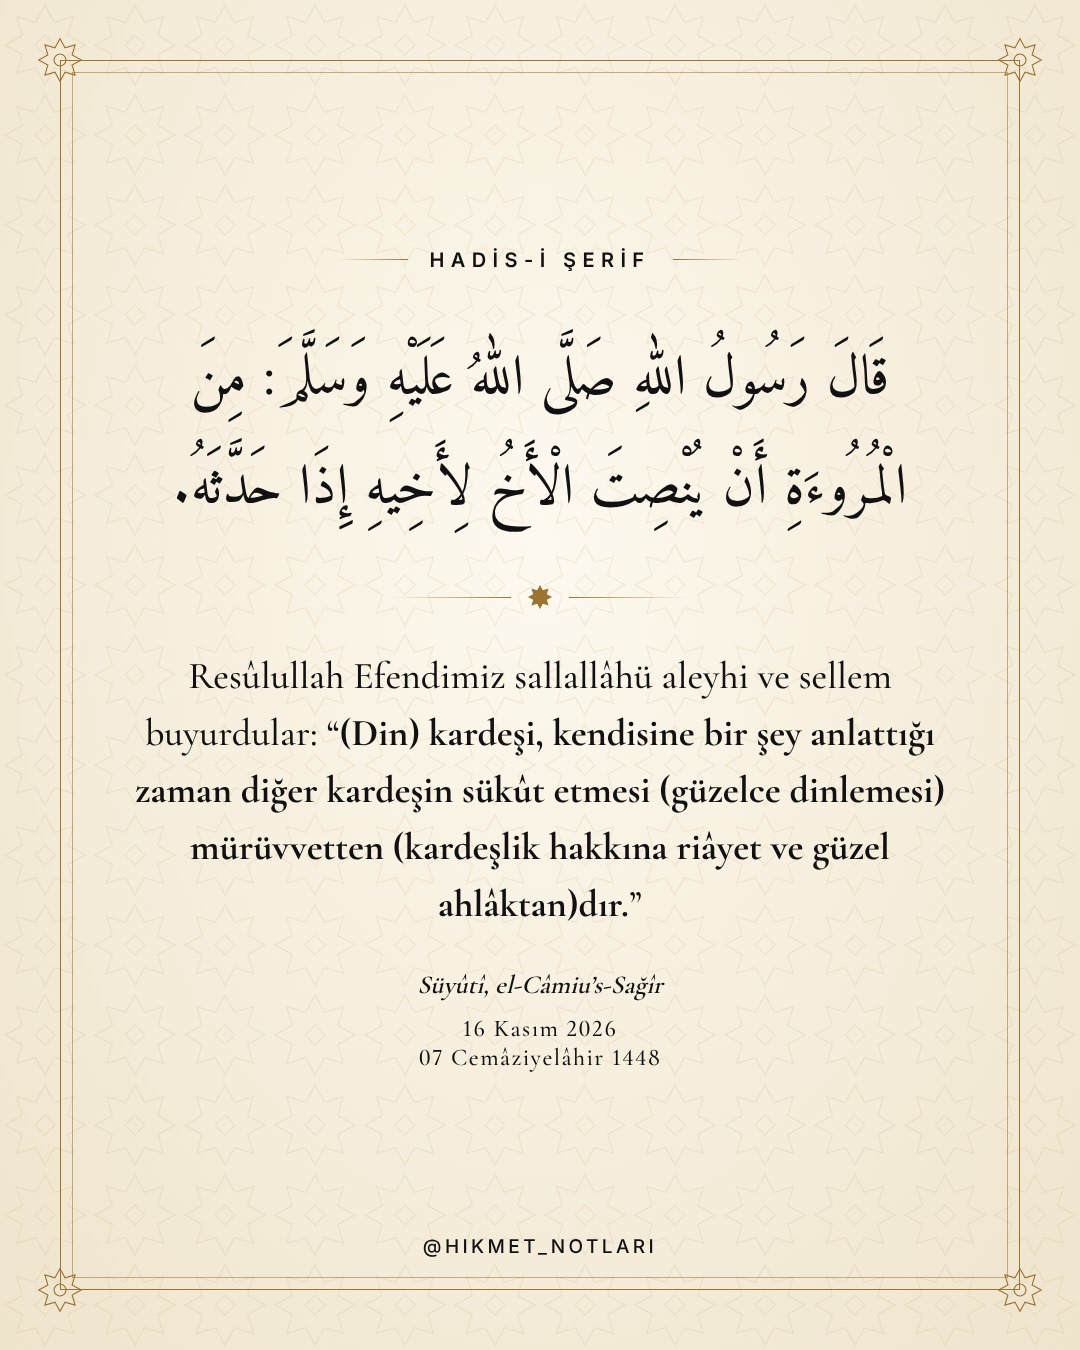 HADİS-İ ŞERİF
قَالَ رَسُولُ اللهِ صَلَّى اللهُ عَلَيْهِ وَسَلَّمَ: مِنَ
الْمُرُوءَةِ أَنْ يُنْصِتَ الْأَخُ لِأَخِيهِ إِذَا حَدَّثَهُ.
Resûlullah Efendimiz sallallâhü aleyhi ve sellem
buyurdular: “(Din) kardeşi, kendisine bir şey anlattığı
zaman diğer kardeşin sükût etmesi (güzelce dinlemesi)
mürüvvetten (kardeşlik hakkına riâyet ve güzel
ahlâktan)dır.”
Süyûtî, el-Câmiu’s-Sağîr
16 Kasım 2026
07 Cemâziyelâhir 1448
@HIKMET_NOTLARI